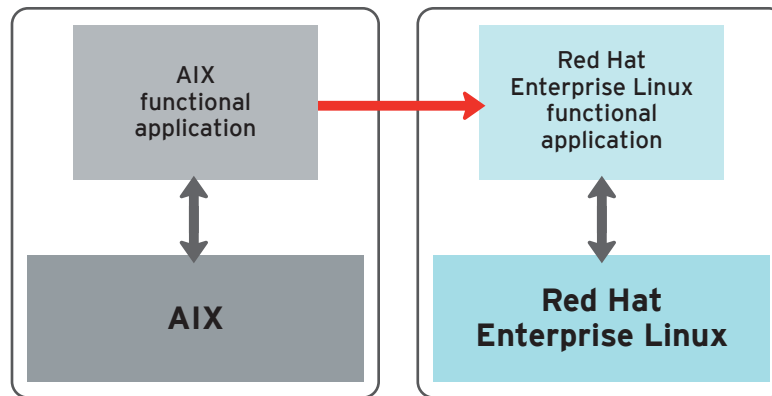 AIX
functional
application
Red Hat
Enterprise Linux
functional
application
AIX
Red Hat
Enterprise Linux